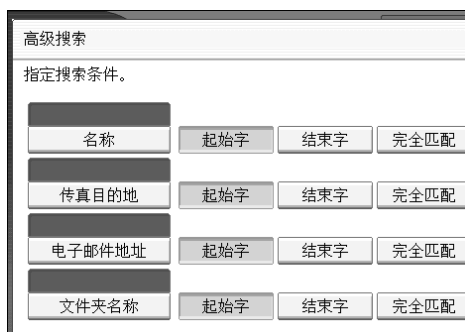 高级搜索
指定搜索条件。
名称 起始字 结束字 完全匹配
传真目的地 起始字 结束字 完全匹配
电子邮件地址 起始字 结束字 完全匹配
文件夹名称 起始字 结束字 完全匹配